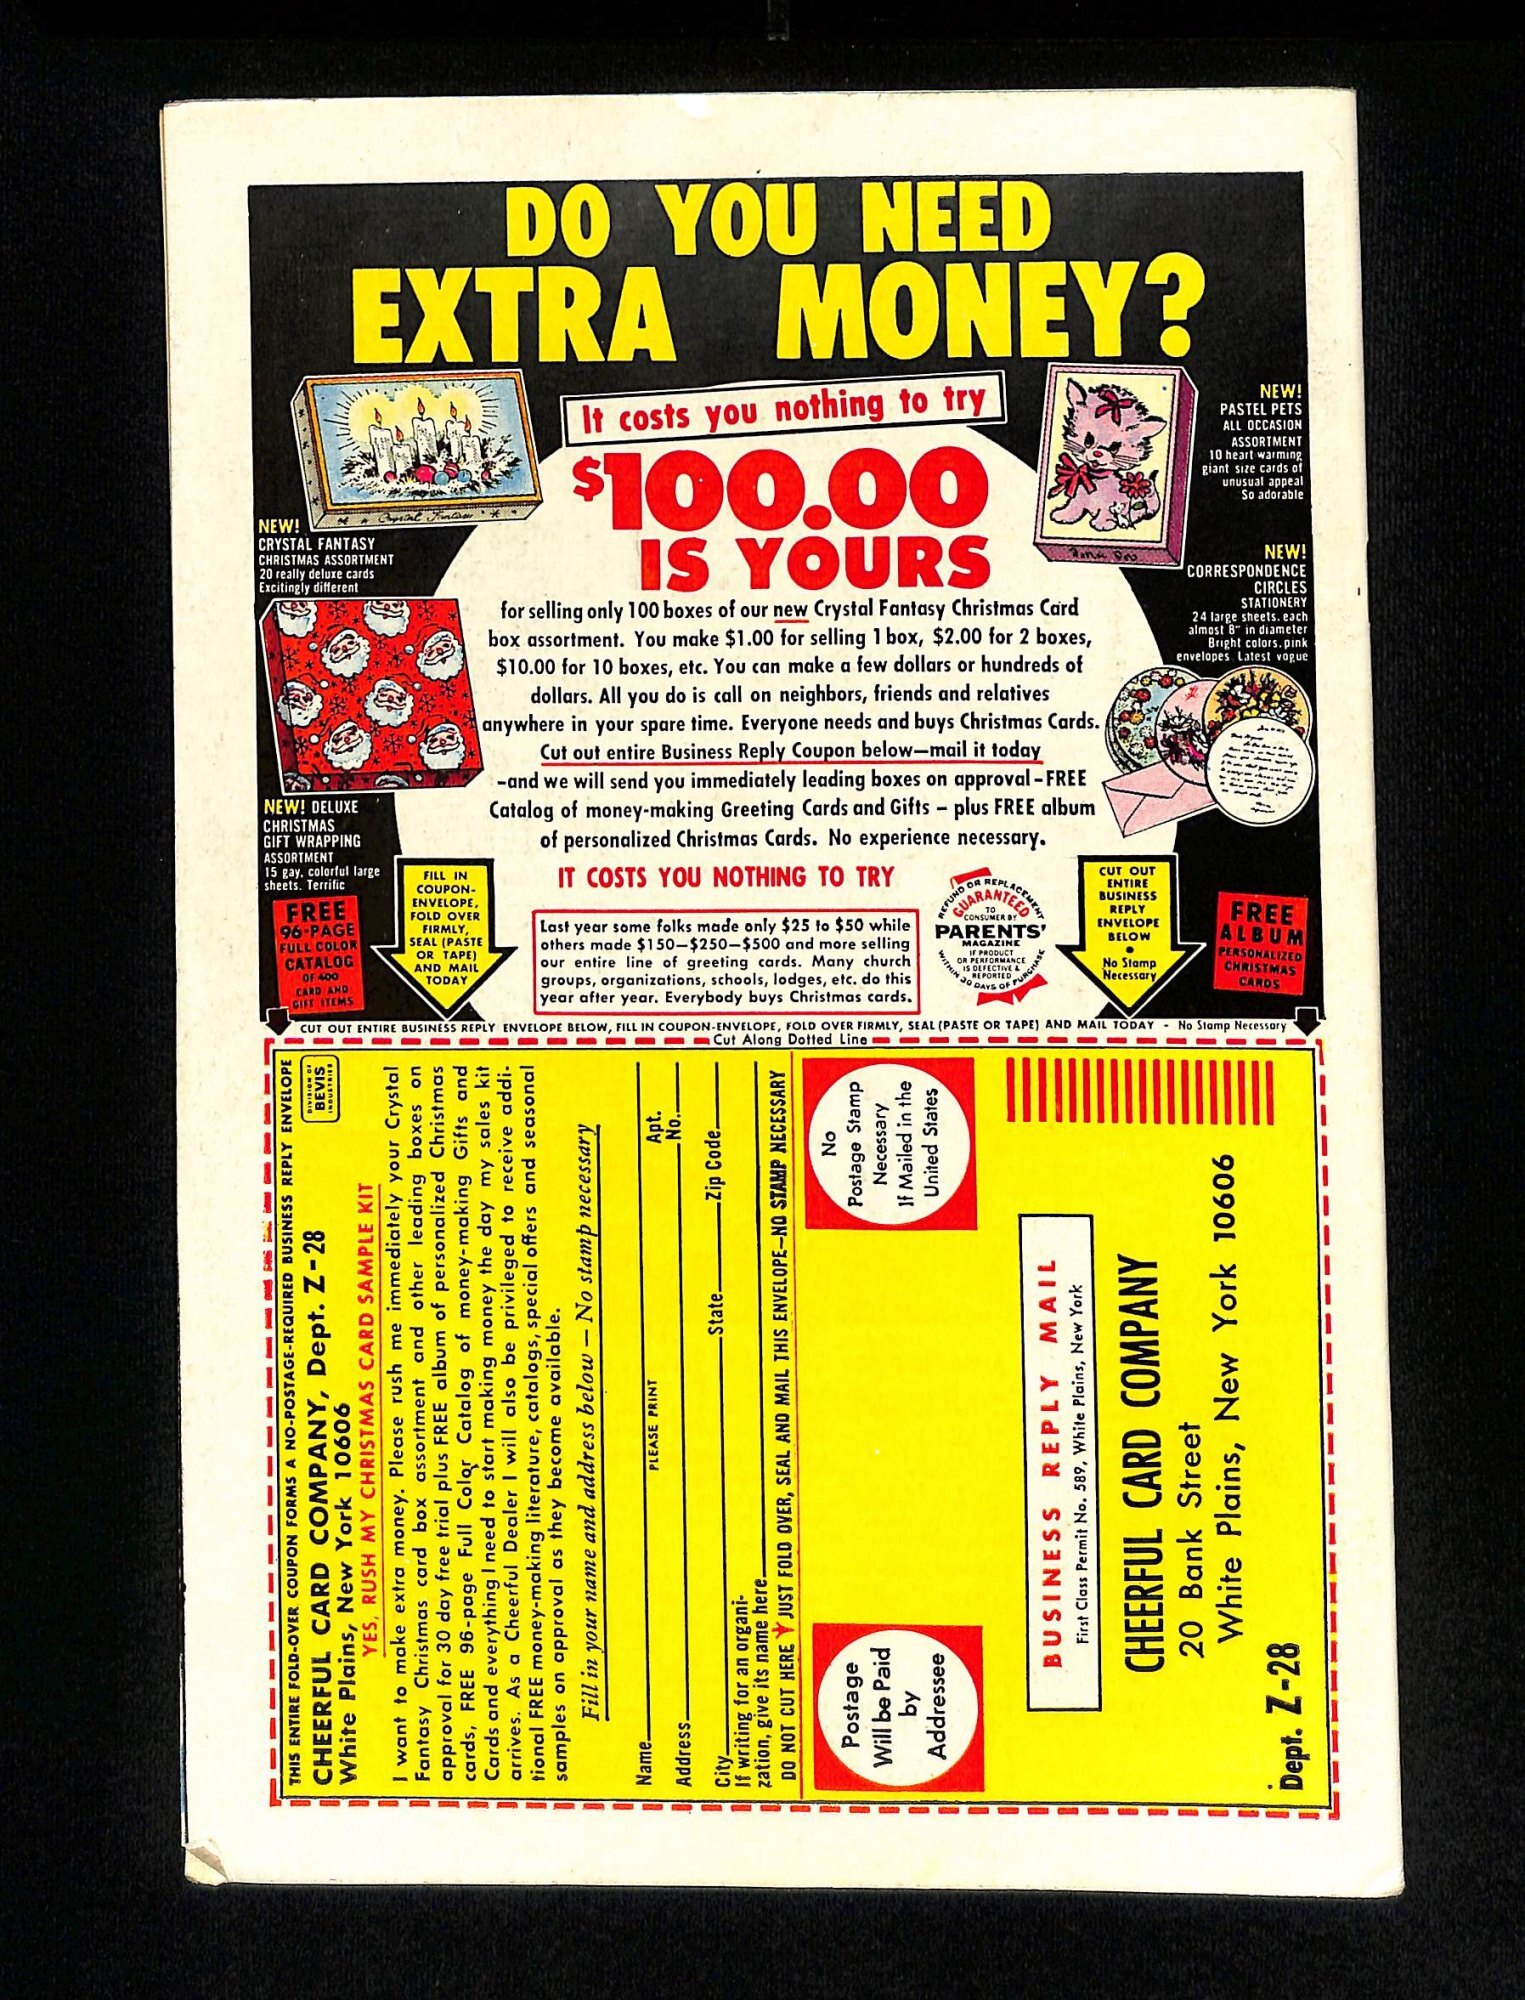 DO YOU NEED
EXTRA MONEY?
It costs you nothing to try
$100.00
IS YOURS
NEW!
CRYSTAL FANTASY
CHRISTMAS ASSORTMENT
20 really deluxe cards
Excitingly different
Crystal Fantasy
NEW!
PASTEL PETS
ALL OCCASION
ASSORTMENT
10 heart-warming
giant size cards of
unusual appeal
So adorable
NEW!
CORRESPONDENCE
CIRCLES
STATIONERY
24 large sheets, each
almost 8" in diameter
Bright colors, pink
envelopes. Latest vogue
for selling only 100 boxes of our new Crystal Fantasy Christmas Card
box assortment. You make $1.00 for selling 1 box, $2.00 for 2 boxes,
$10.00 for 10 boxes, etc. You can make a few dollars or hundreds of
dollars. All you do is call on neighbors, friends and relatives
anywhere in your spare time. Everyone needs and buys Christmas Cards.
Cut out entire Business Reply Coupon below—mail it today
-and we will send you immediately leading boxes on approval-FREE
Catalog of money-making Greeting Cards and Gifts - plus FREE album
of personalized Christmas Cards. No experience necessary.
NEW! DELUXE
CHRISTMAS
GIFT WRAPPING
ASSORTMENT
15 gay, colorful large
sheets. Terrific
FREE
96-PAGE
FULL COLOR
CATALOG
OF 400
CARD AND
GIFT ITEMS
FILL IN
COUPON-
ENVELOPE,
FOLD OVER
FIRMLY,
SEAL (PASTE
OR TAPE)
AND MAIL
TODAY
IT COSTS YOU NOTHING TO TRY
Last year some folks made only $25 to $50 while
others made $150—$250—$500 and more selling
our entire line of greeting cards. Many church
groups, organizations, schools, lodges, etc. do this
year after year. Everybody buys Christmas cards.
REFUND OR REPLACEMENT
GUARANTEED
TO
CONSUMER BY
PARENTS'
MAGAZINE
IF PRODUCT
OR PERFORMANCE
IS DEFECTIVE &
REPORTED
WITHIN 30 DAYS OF PURCHASE
CUT OUT
ENTIRE
BUSINESS
REPLY
ENVELOPE
BELOW
•
No Stamp
Necessary
FREE
ALBUM
PERSONALIZED
CHRISTMAS
CARDS
CUT OUT ENTIRE BUSINESS REPLY ENVELOPE BELOW, FILL IN COUPON-ENVELOPE, FOLD OVER FIRMLY, SEAL (PASTE OR TAPE) AND MAIL TODAY - No Stamp Necessary
Cut Along Dotted Line
THIS ENTIRE FOLD-OVER COUPON FORMS A NO-POSTAGE-REQUIRED BUSINESS REPLY ENVELOPE
CHEERFUL CARD COMPANY, Dept. Z-28
White Plains, New York 10606
DIVISION OF
BEVIS
INDUSTRIES
YES, RUSH MY CHRISTMAS CARD SAMPLE KIT
I want to make extra money. Please rush me immediately your Crystal
Fantasy Christmas card box assortment and other leading boxes on
approval for 30 day free trial plus FREE album of personalized Christmas
cards, FREE 96-page Full Color Catalog of money-making Gifts and
Cards and everything I need to start making money the day my sales kit
arrives. As a Cheerful Dealer I will also be privileged to receive addi-
tional FREE money-making literature, catalogs, special offers and seasonal
samples on approval as they become available.
Fill in your name and address below — No stamp necessary
Name
PLEASE PRINT
Address Apt. No.
City State Zip Code
If writing for an organi-
zation, give its name here
DO NOT CUT HERE JUST FOLD OVER, SEAL AND MAIL THIS ENVELOPE—NO STAMP NECESSARY
No
Postage Stamp
Necessary
If Mailed in the
United States
Postage
Will be Paid
by
Addressee
BUSINESS REPLY MAIL
First Class Permit No. 589, White Plains, New York
CHEERFUL CARD COMPANY
20 Bank Street
White Plains, New York 10606
Dept. Z-28